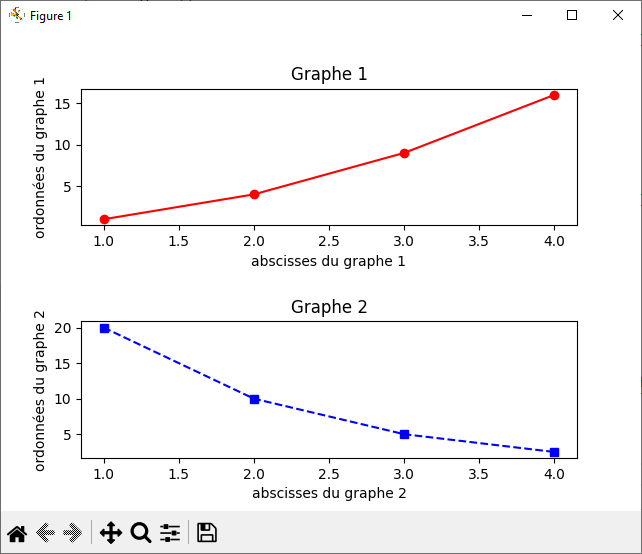 Figure 1
Graphe 1
ordonnées du graphe 1
15
10
5
1.0 1.5 2.0 2.5 3.0 3.5 4.0
abscisses du graphe 1
Graphe 2
ordonnées du graphe 2
20
15
10
5
1.0 1.5 2.0 2.5 3.0 3.5 4.0
abscisses du graphe 2